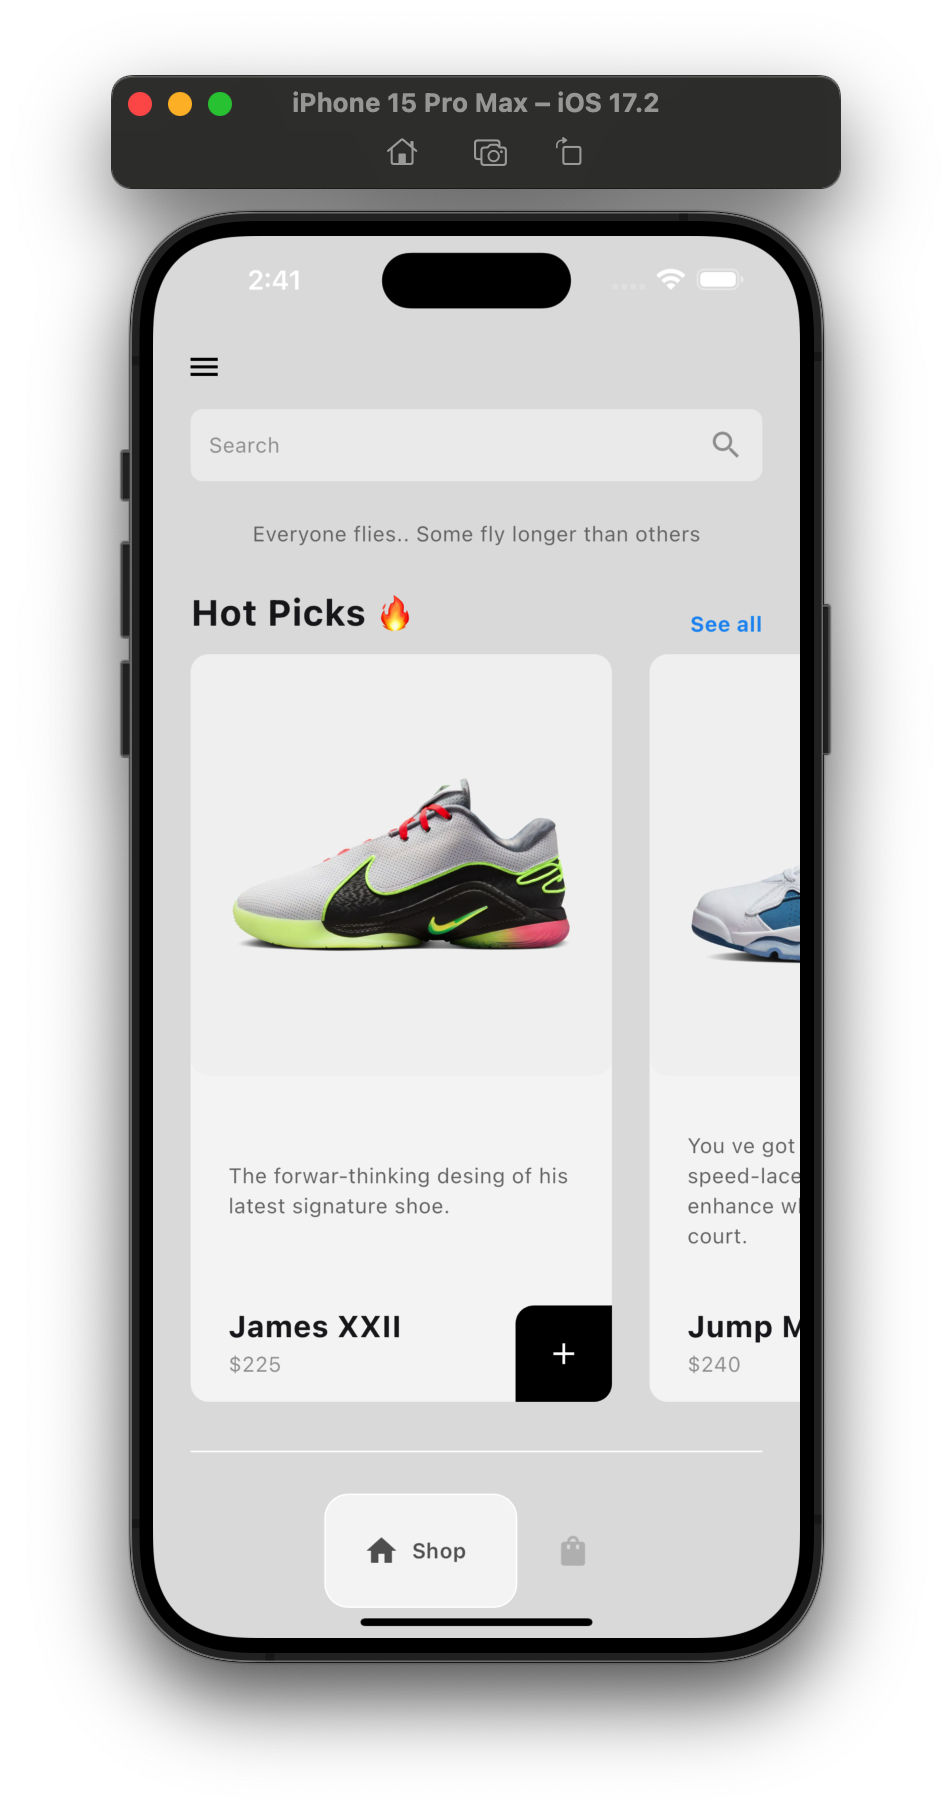 iPhone 15 Pro Max – iOS 17.2
2:41
Search
Everyone flies.. Some fly longer than others
Hot Picks 🔥
See all
The forwar-thinking desing of his
latest signature shoe.
James XXII
$225
You ve got
speed-lace
enhance w
court.
Jump M
$240
Shop